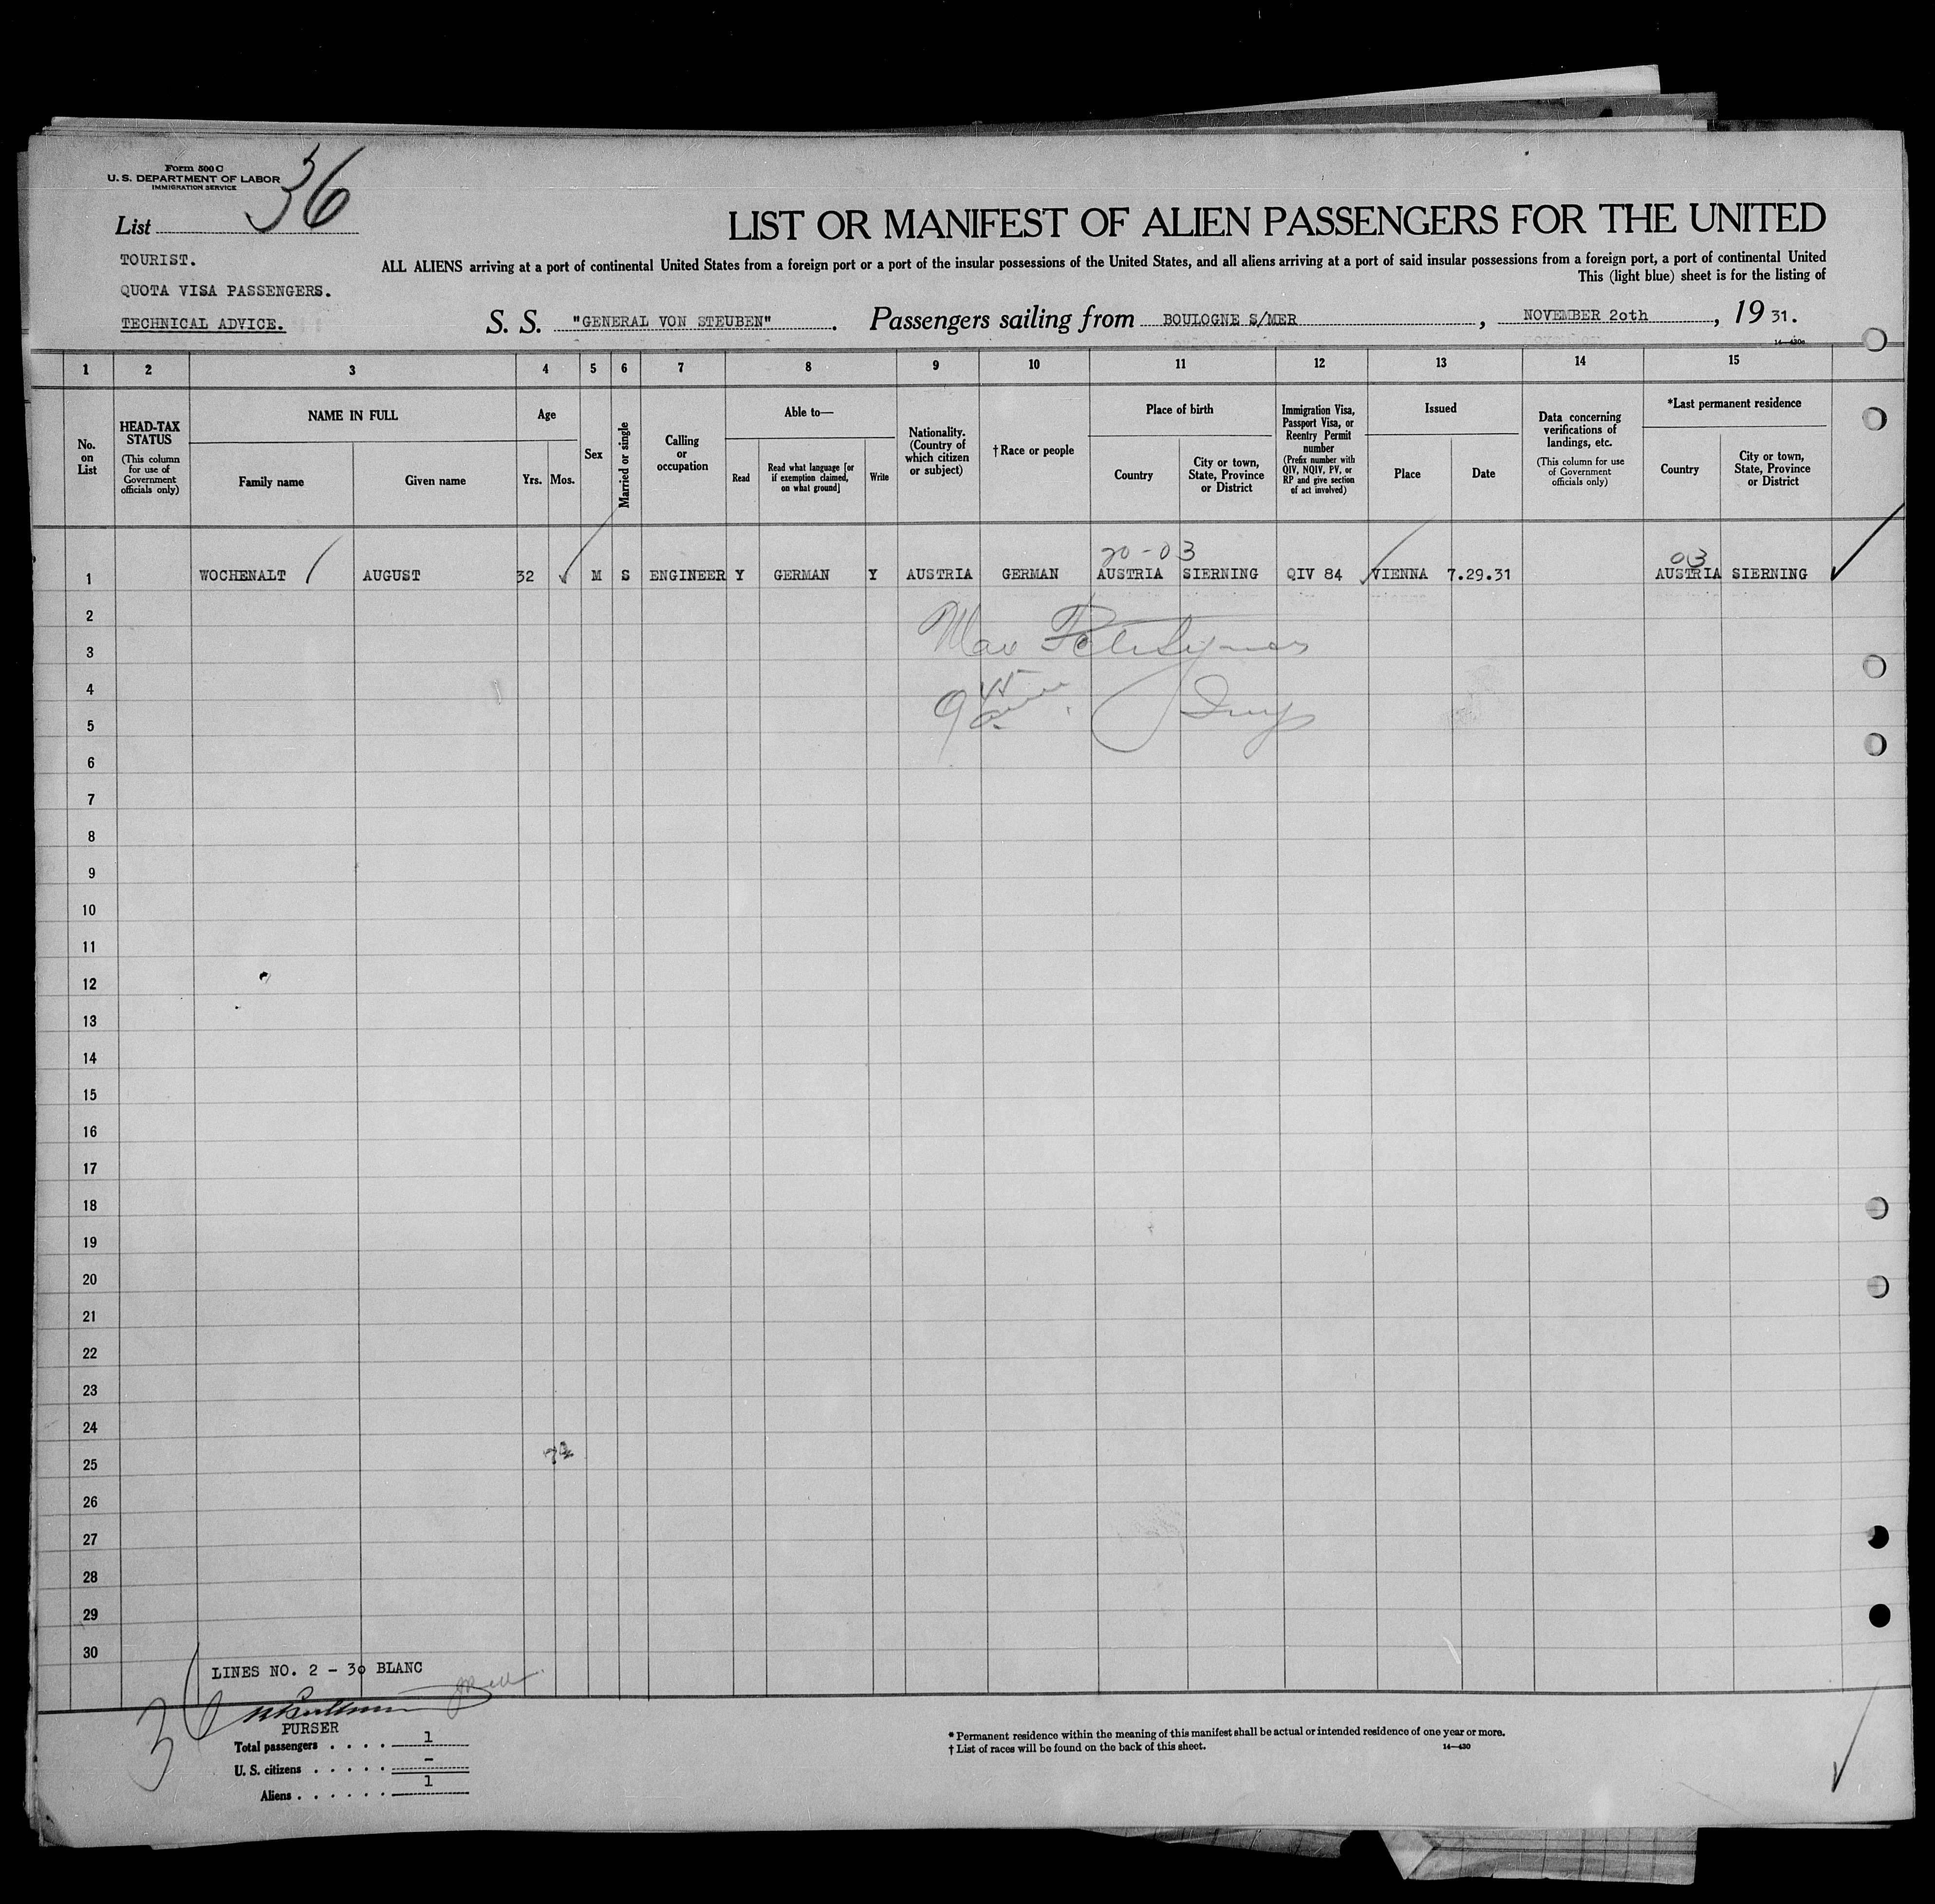 Form 500 C
U. S. DEPARTMENT OF LABOR
IMMIGRATION SERVICE
36
List
TOURIST.
QUOTA VISA PASSENGERS.
TECHNICAL ADVICE.
LIST OR MANIFEST OF ALIEN PASSENGERS FOR THE UNITED
ALL ALIENS arriving at a port of continental United States from a foreign port or a port of the insular possessions of the United States, and all aliens arriving at a port of said insular possessions from a foreign port, a port of continental United
This (light blue) sheet is for the listing of
S. S. "GENERAL VON STEUBEN". Passengers sailing from BOULOGNE S/MER, NOVEMBER 2oth, 19 31.
14—430a
1 2 3 4 5 6 7 8 9 10 11 12 13 14 15
No. on List
HEAD-TAX STATUS (This column for use of Government officials only)
NAME IN FULL
Family name
Given name
Age
Yrs. Mos.
Sex
Married or single
Calling or occupation
Able to—
Read
Read what language [or if exemption claimed, on what ground]
Write
Nationality. (Country of which citizen or subject)
†Race or people
Place of birth
Country
City or town, State, Province or District
Immigration Visa, Passport Visa, or Reentry Permit number (Prefix number with QIV, NQIV, PV, or RP and give section of act involved)
Issued
Place
Date
Data concerning verifications of landings, etc. (This column for use of Government officials only)
*Last permanent residence
Country
City or town, State, Province or District
20-03
03
1 WOCHENALT AUGUST 32 M S ENGINEER Y GERMAN Y AUSTRIA GERMAN AUSTRIA SIERNING QIV 84 VIENNA 7.29.31 AUSTRIA SIERNING
2
Max
3
4
9 45
5
6
7
8
9
10
11
12
13
14
15
16
17
18
19
20
21
22
23
24
25
26
27
28
29
30
LINES NO. 2 - 30 BLANC
36
PURSER
Total passengers . . . . 1
U. S. citizens . . . . . -
Aliens . . . . . . 1
* Permanent residence within the meaning of this manifest shall be actual or intended residence of one year or more.
† List of races will be found on the back of this sheet.
14—430